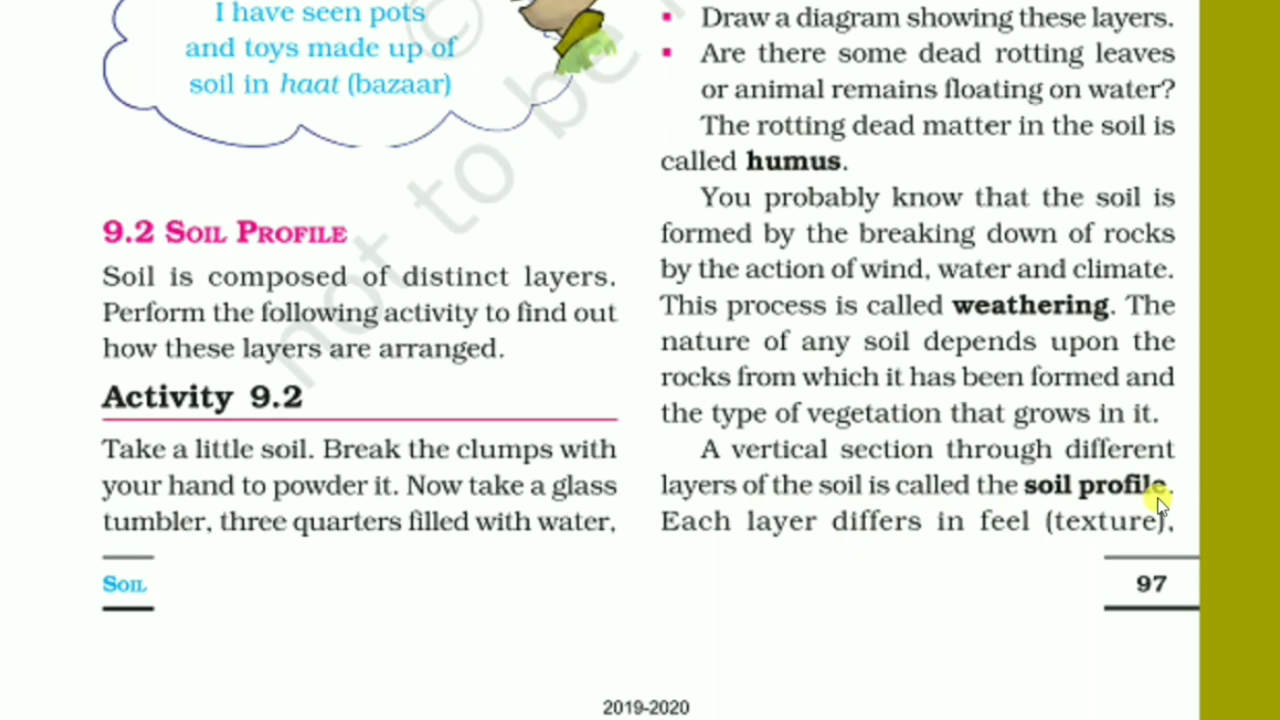 I have seen pots
and toys made up of
soil in haat (bazaar)
9.2 SOIL PROFILE
Soil is composed of distinct layers.
Perform the following activity to find out
how these layers are arranged.
Activity 9.2
Take a little soil. Break the clumps with
your hand to powder it. Now take a glass
tumbler, three quarters filled with water,
▪ Draw a diagram showing these layers.
▪ Are there some dead rotting leaves
or animal remains floating on water?
The rotting dead matter in the soil is
called humus.
You probably know that the soil is
formed by the breaking down of rocks
by the action of wind, water and climate.
This process is called weathering. The
nature of any soil depends upon the
rocks from which it has been formed and
the type of vegetation that grows in it.
A vertical section through different
layers of the soil is called the soil profile.
Each layer differs in feel (texture),
SOIL
97
2019-2020
©
not to be